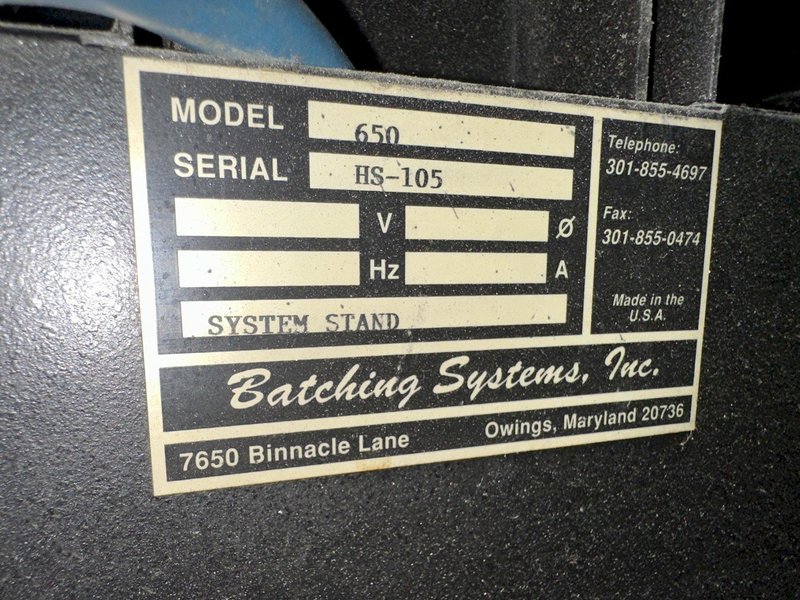 MODEL 650
SERIAL HS-105
V Ø
Hz A
SYSTEM STAND
Telephone:
301-855-4697
Fax:
301-855-0474
Made in the
U.S.A.
Batching Systems, Inc.
7650 Binnacle Lane Owings, Maryland 20736